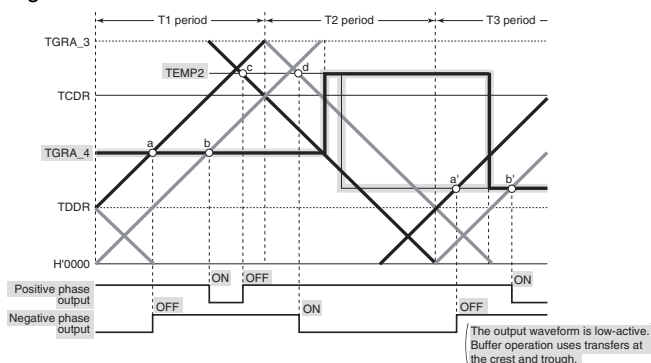 T1 period
T2 period
T3 period
TGRA_3
TEMP2
c
d
TCDR
a
b
TGRA_4
a'
b'
TDDR
H'0000
ON
OFF
ON
Positive phase
output
OFF
ON
OFF
Negative phase
output
The output waveform is low-active.
Buffer operation uses transfers at
the crest and trough.